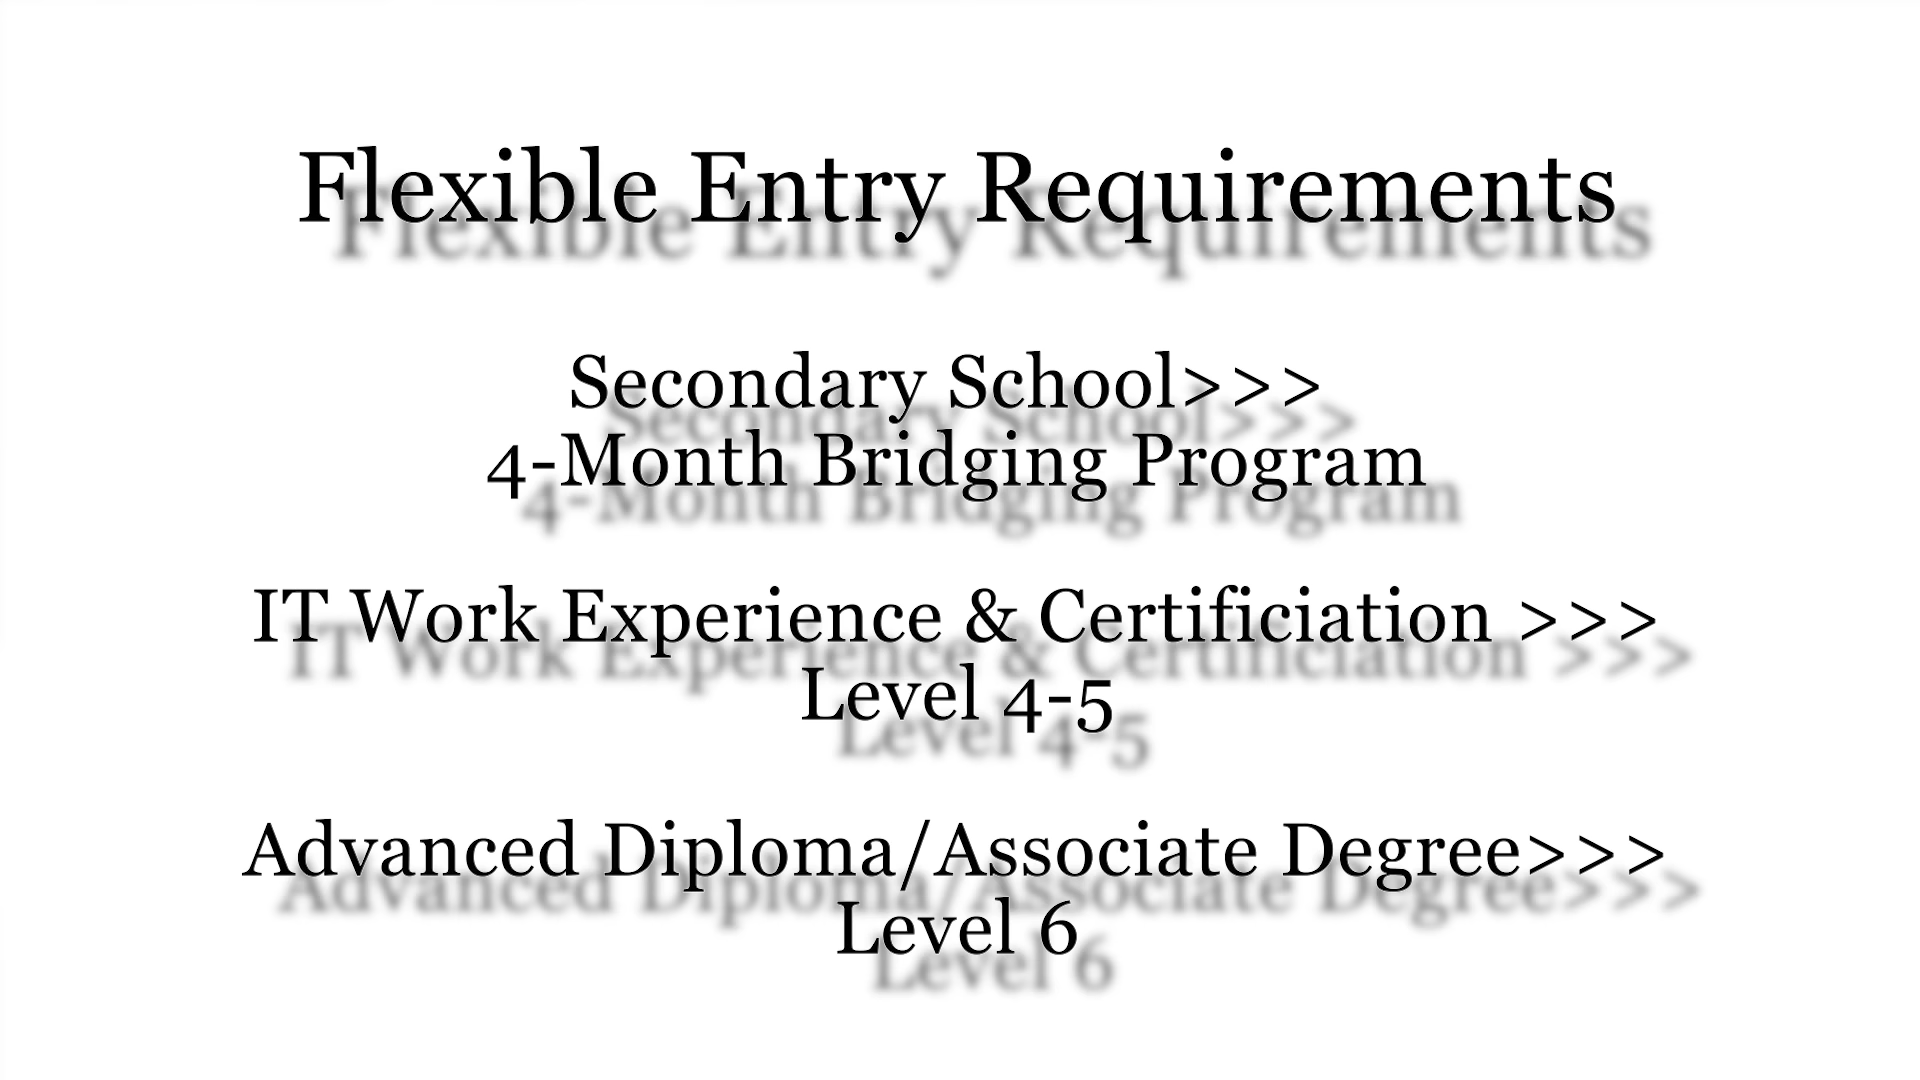 Flexible Entry Requirements
Secondary School>>>
4-Month Bridging Program
IT Work Experience & Certificiation >>>
Level 4-5
Advanced Diploma/Associate Degree>>>
Level 6